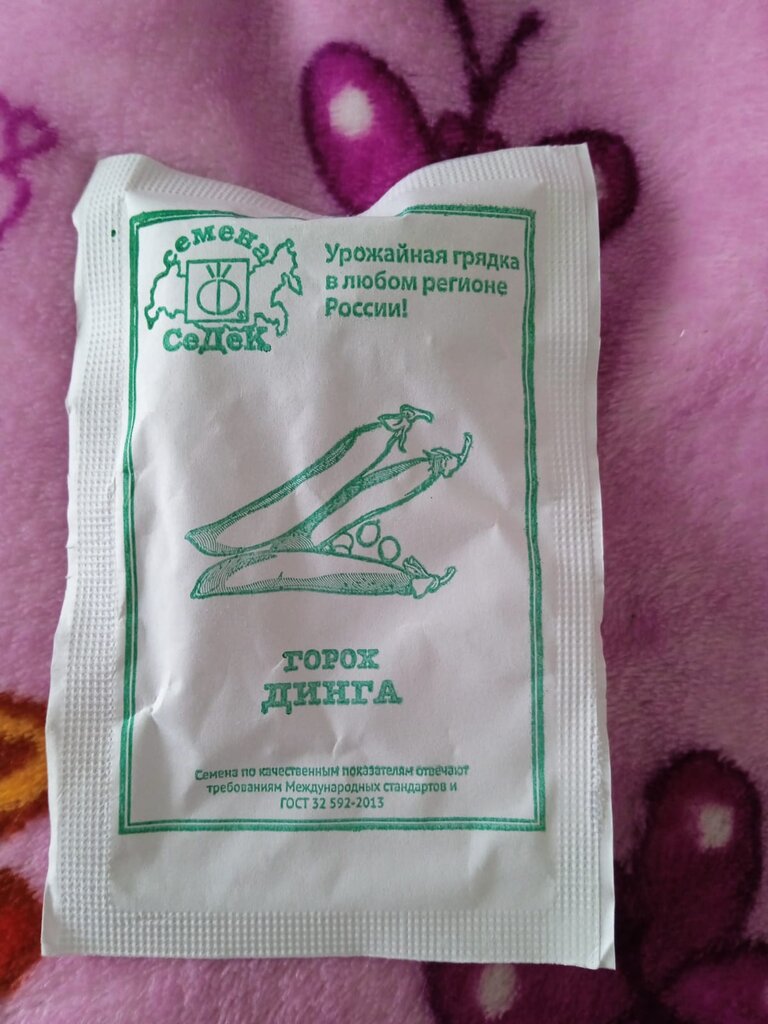 семена
СеДеК
Урожайная грядка
в любом регионе
России!
ГОРОХ
ДИНГА
Семена по качественным показателям отвечают
требованиям Международных стандартов и
ГОСТ 32 592-2013